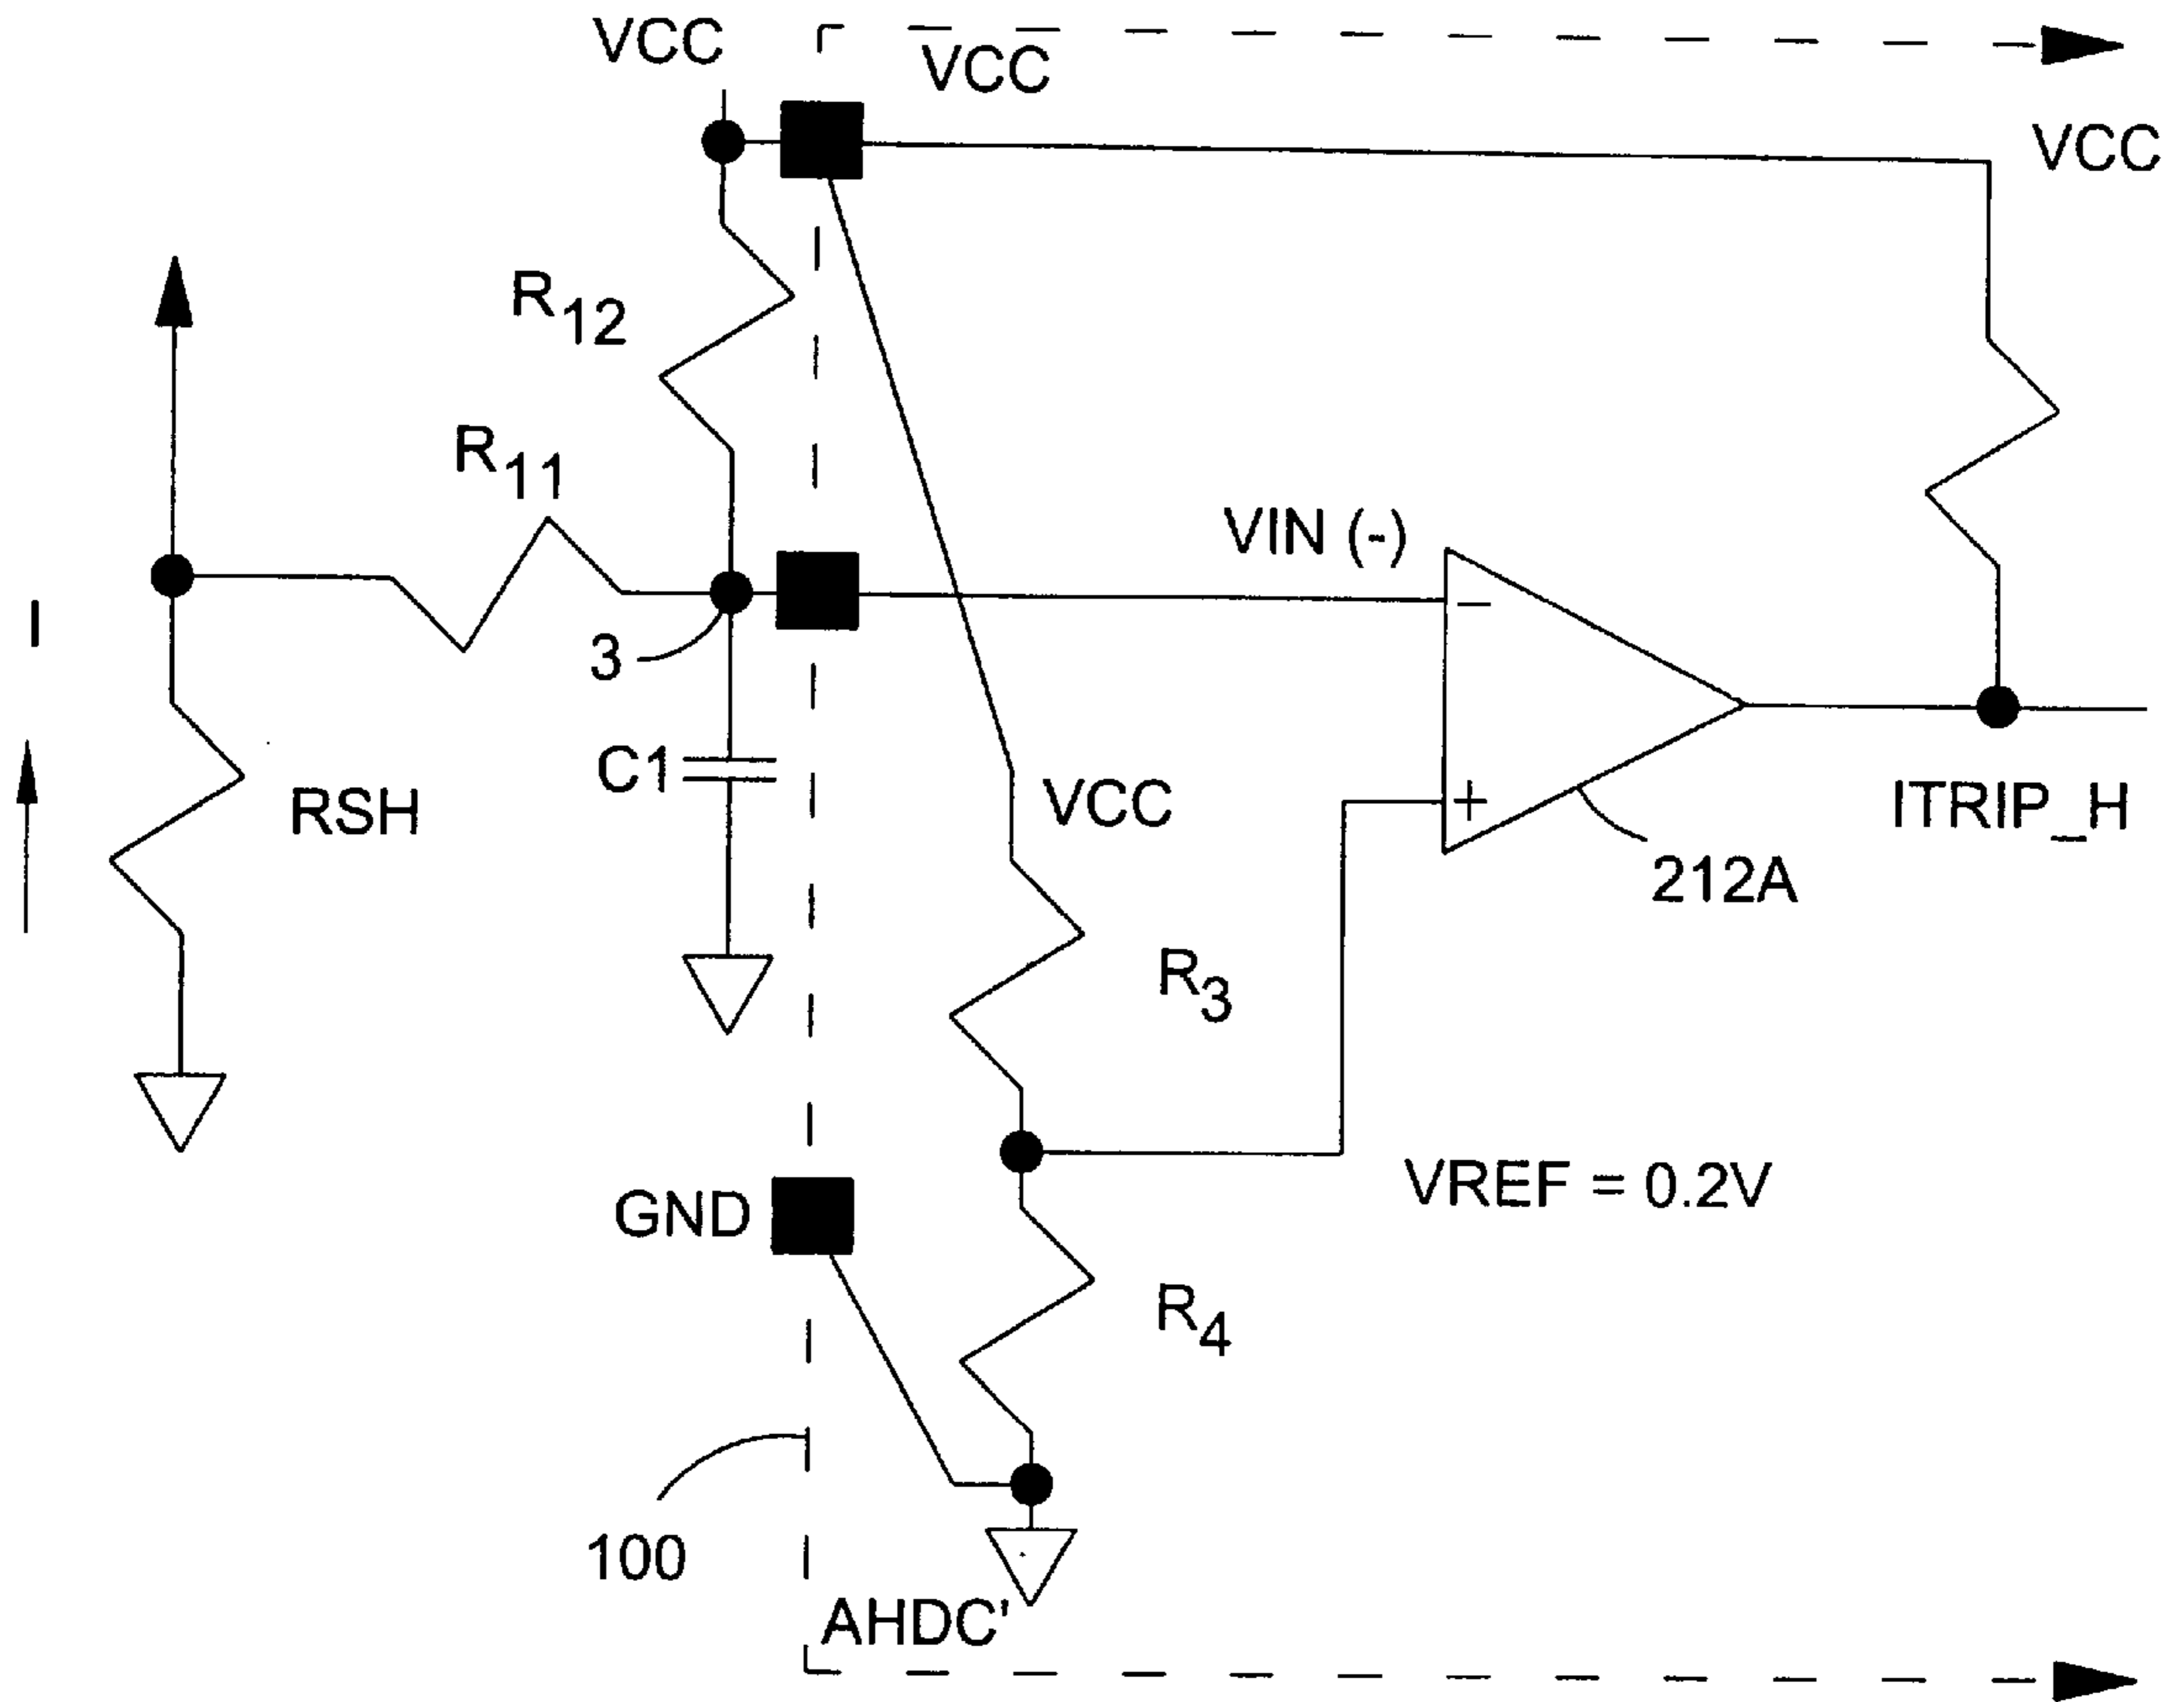 VCC
VCC
VCC
R12
R11
VIN (-)
I
3
C1
VCC
RSH
ITRIP_H
212A
R3
GND
VREF = 0.2V
R4
100
AHDC'